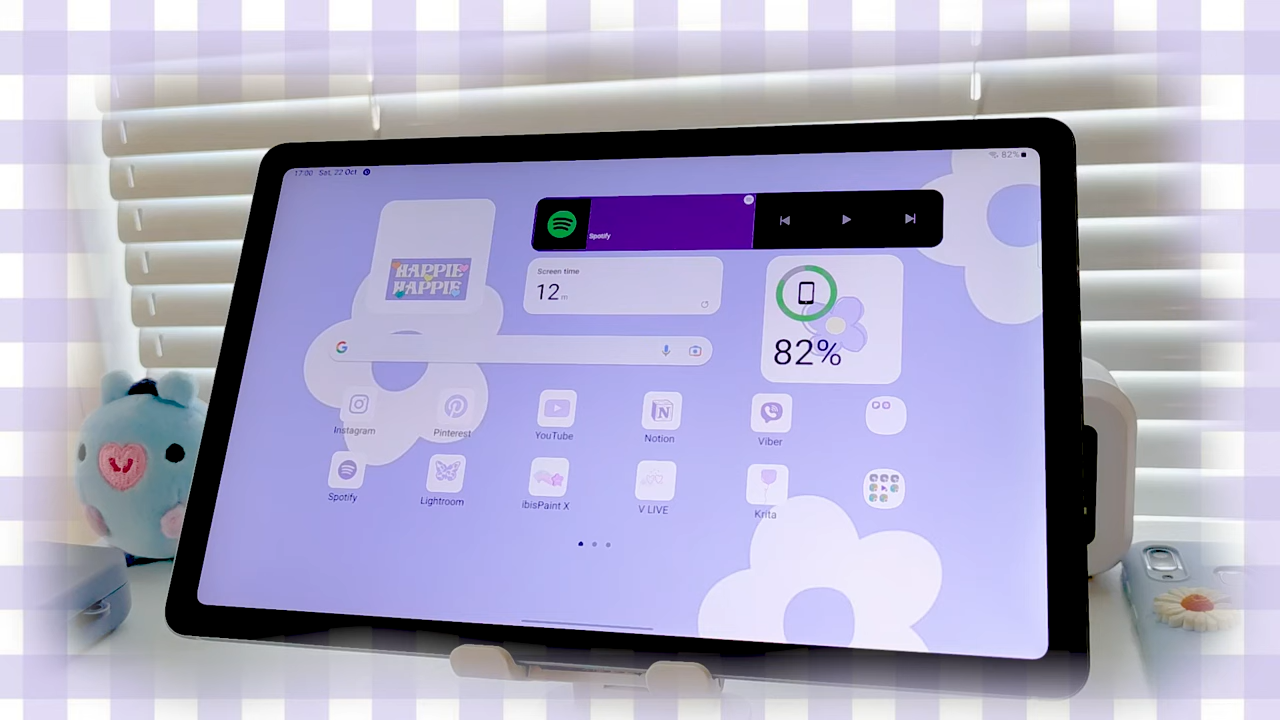 17:00 Sat, 22 Oct
82%
HAPPIE
HAPPIE
Spotify
Screen time
12 m
82%
Instagram
Pinterest
YouTube
Notion
Viber
Spotify
Lightroom
ibisPaint X
V LIVE
Krita